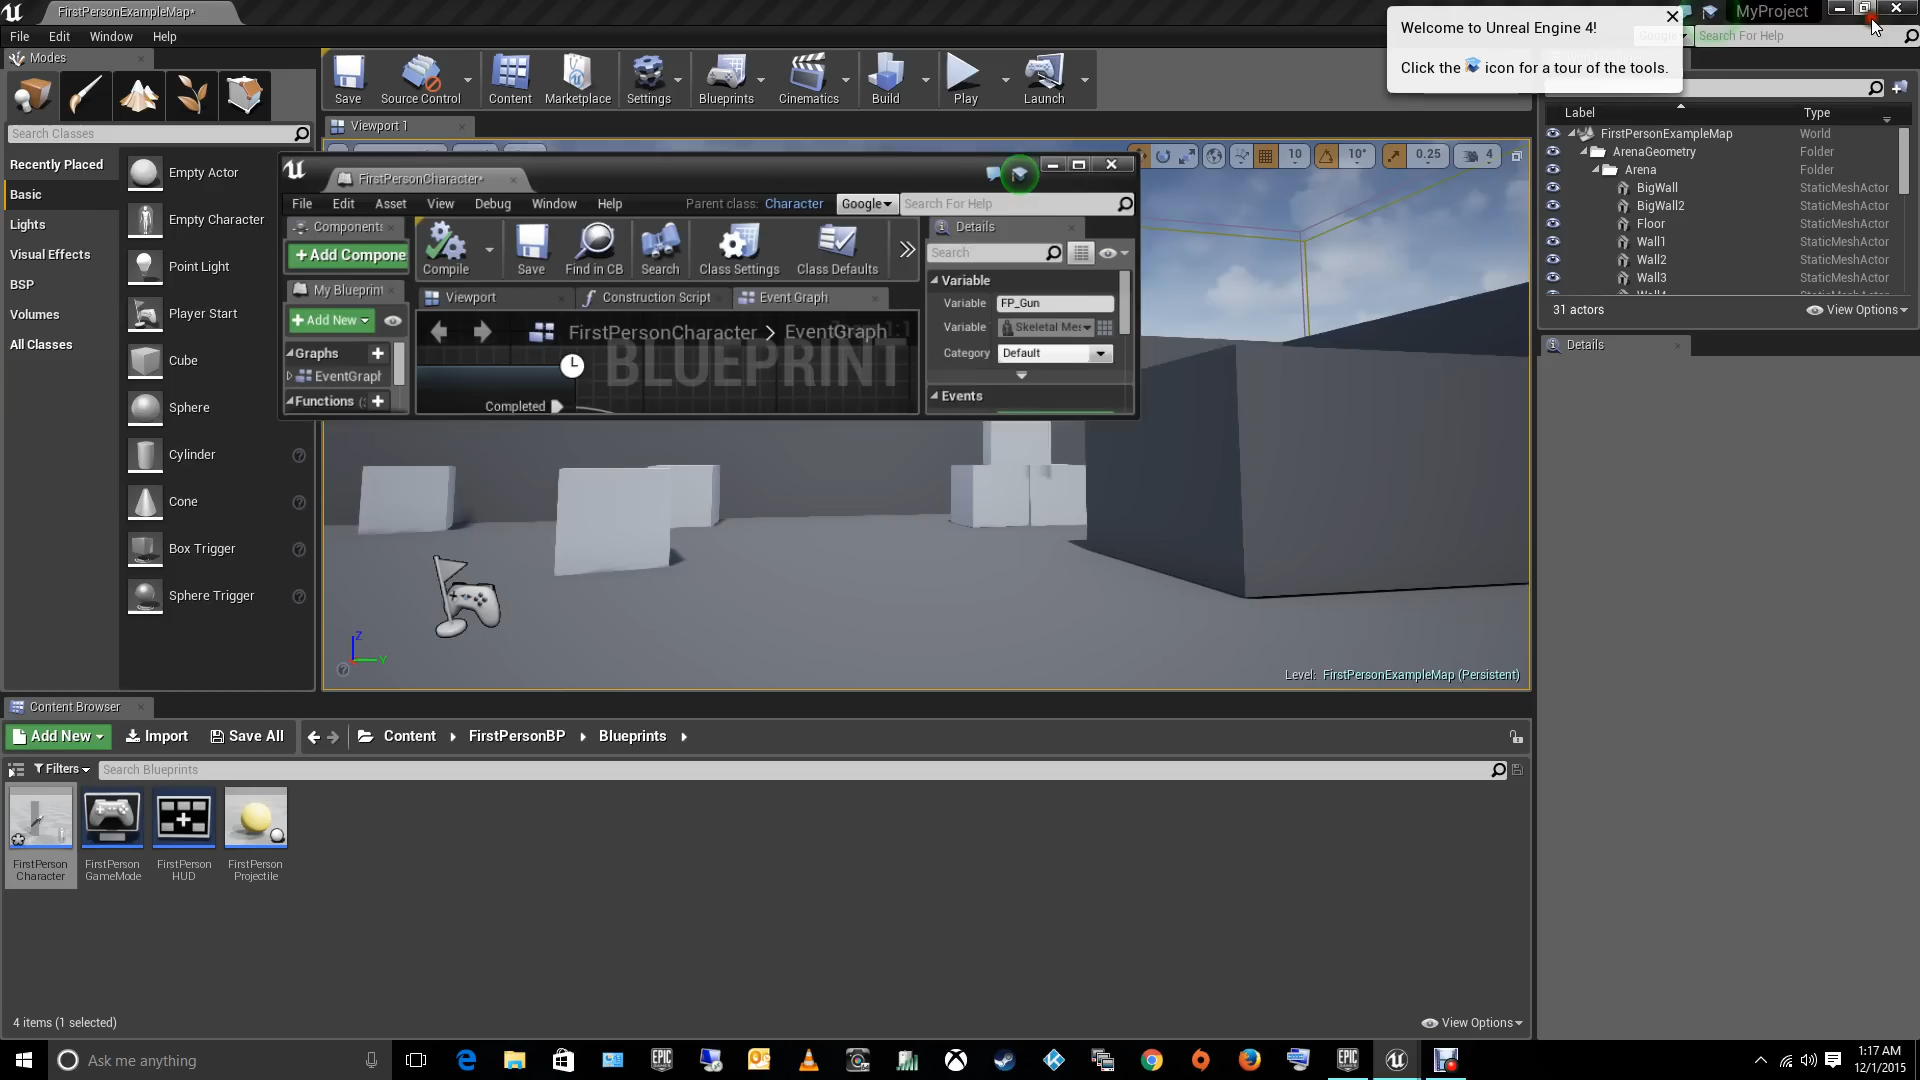 FirstPersonExampleMap*
MyProject
File Edit Window Help
Search For Help
Welcome to Unreal Engine 4!
Click the icon for a tour of the tools.
Modes
Save Source Control Content Marketplace Settings Blueprints Cinematics Build Play Launch
Search Classes
Viewport 1
Label Type
Recently Placed
Basic
Lights
Visual Effects
BSP
Volumes
All Classes
Empty Actor
Empty Character
Point Light
Player Start
Cube
Sphere
Cylinder
Cone
Box Trigger
Sphere Trigger
FirstPersonCharacter*
File Edit Asset View Debug Window Help
Parent class: Character
Google
Search For Help
Components
+Add Compone
Compile Save Find in CB Search Class Settings Class Defaults
My Blueprint
+Add New
Graphs
EventGraph
Functions
Viewport Construction Script Event Graph
FirstPersonCharacter > EventGraph
BLUEPRINT
Completed
Details
Search
Variable
Variable FP_Gun
Variable Skeletal Mes
Category Default
Events
10 10° 0.25 4
FirstPersonExampleMap World
ArenaGeometry Folder
Arena Folder
BigWall StaticMeshActor
BigWall2 StaticMeshActor
Floor StaticMeshActor
Wall1 StaticMeshActor
Wall2 StaticMeshActor
Wall3 StaticMeshActor
31 actors View Options
Details
Z
Y
Level: FirstPersonExampleMap (Persistent)
Content Browser
Add New Import Save All Content FirstPersonBP Blueprints
Filters Search Blueprints
FirstPerson
Character
FirstPerson
GameMode
FirstPerson
HUD
FirstPerson
Projectile
4 items (1 selected) View Options
Ask me anything
1:17 AM
12/1/2015